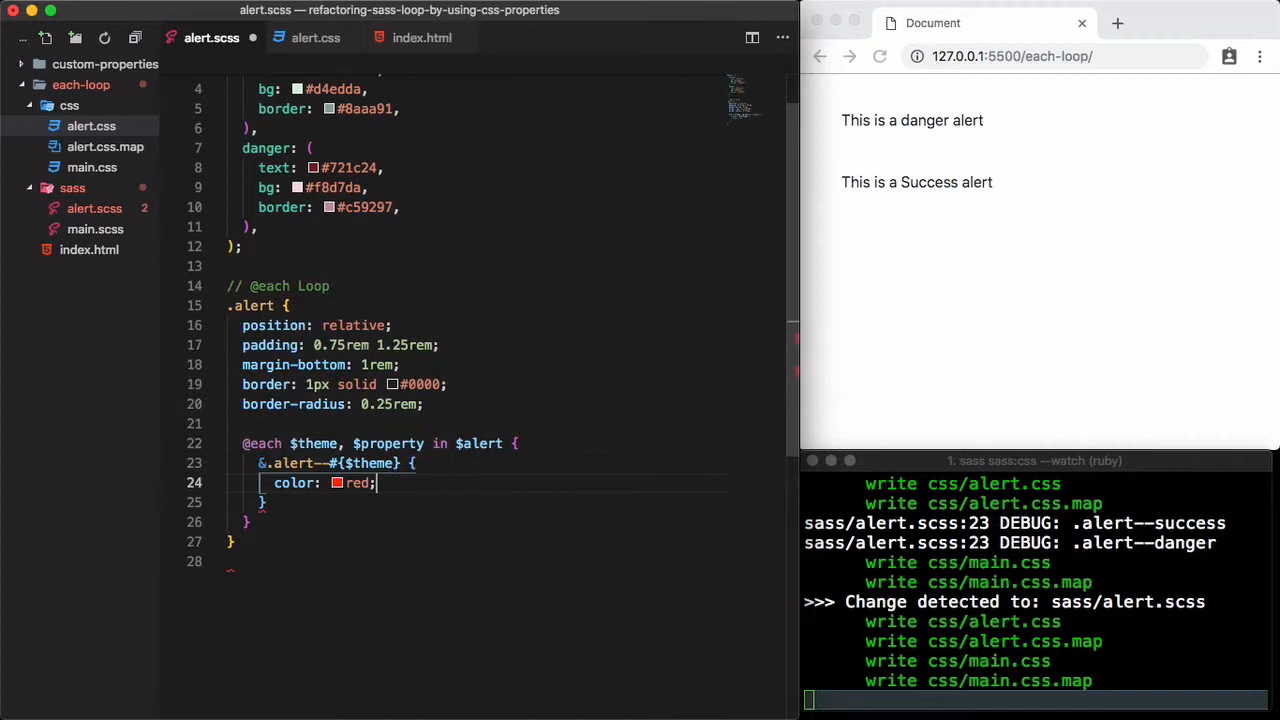 alert.scss — refactoring-sass-loop-by-using-css-properties
...
alert.scss
alert.css
index.html
...
custom-properties
each-loop
css
alert.css
alert.css.map
main.css
sass
alert.scss 2
main.scss
index.html
4 bg: #d4edda,
5 border: #8aaa91,
6 ),
7 danger: (
8 text: #721c24,
9 bg: #f8d7da,
10 border: #c59297,
11 ),
12 );
13
14 // @each Loop
15 .alert {
16 position: relative;
17 padding: 0.75rem 1.25rem;
18 margin-bottom: 1rem;
19 border: 1px solid #0000;
20 border-radius: 0.25rem;
21
22 @each $theme, $property in $alert {
23 &.alert--#{$theme} {
24 color: red;
25 }
26 }
27 }
28
Document
127.0.0.1:5500/each-loop/
This is a danger alert
This is a Success alert
1. sass sass:css --watch (ruby)
write css/alert.css
write css/alert.css.map
sass/alert.scss:23 DEBUG: .alert--success
sass/alert.scss:23 DEBUG: .alert--danger
write css/main.css
write css/main.css.map
>>> Change detected to: sass/alert.scss
write css/alert.css
write css/alert.css.map
write css/main.css
write css/main.css.map